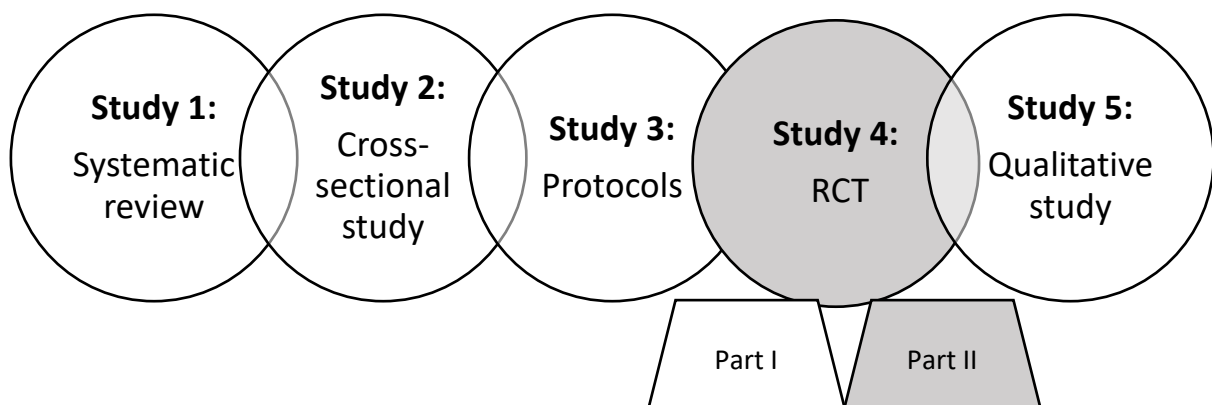 Study 1:
Systematic
review
Study 2:
Cross-
sectional
study
Study 3:
Protocols
Study 4:
RCT
Study 5:
Qualitative
study
Part I
Part II